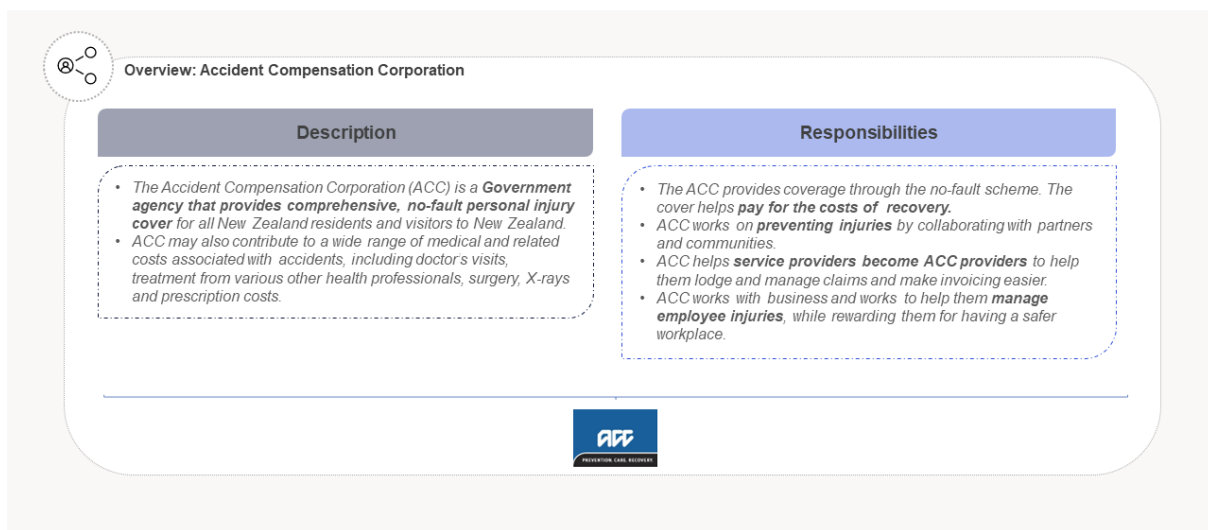 Overview: Accident Compensation Corporation
Description
• The Accident Compensation Corporation (ACC) is a Government
agency that provides comprehensive, no-fault personal injury
cover for all New Zealand residents and visitors to New Zealand.
• ACC may also contribute to a wide range of medical and related
costs associated with accidents, including doctor's visits,
treatment from various other health professionals, surgery, X-rays
and prescription costs.
Responsibilities
• The ACC provides coverage through the no-fault scheme. The
cover helps pay for the costs of recovery.
• ACC works on preventing injuries by collaborating with partners
and communities.
• ACC helps service providers become ACC providers to help
them lodge and manage claims and make invoicing easier.
• ACC works with business and works to help them manage
employee injuries, while rewarding them for having a safer
workplace.
ACC
PREVENTION. CARE. RECOVERY.